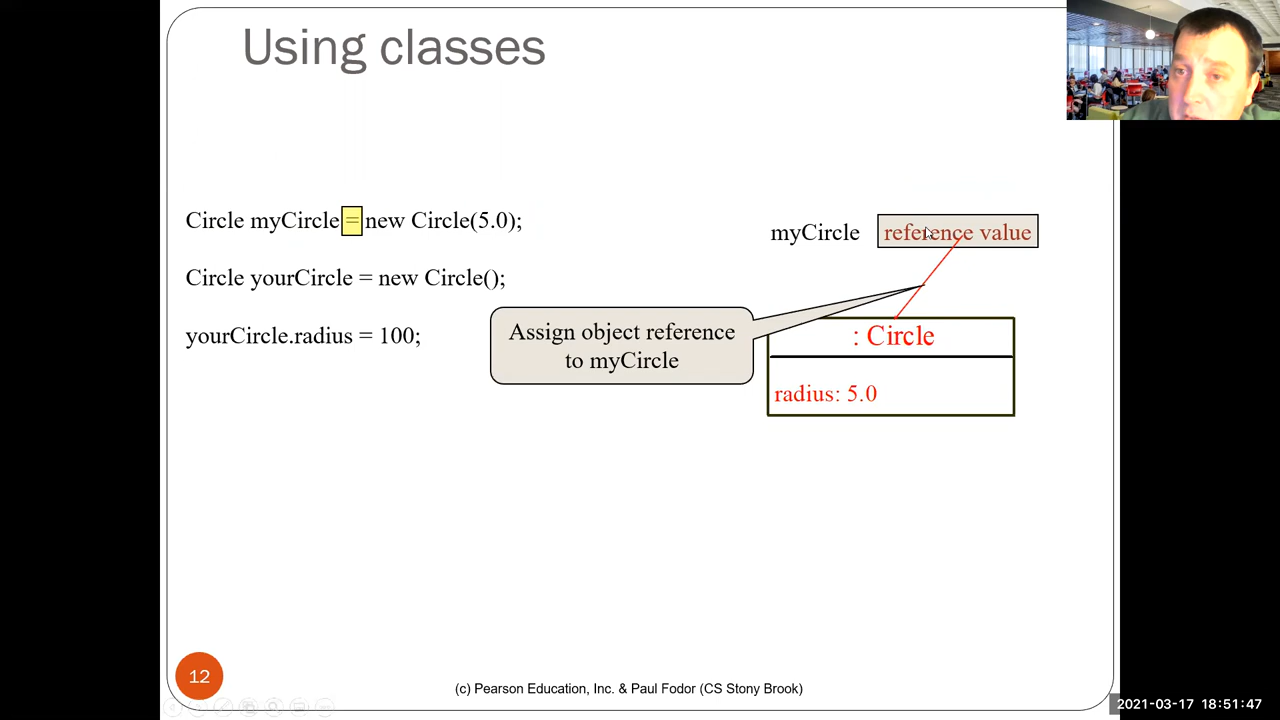 Using classes
Circle myCircle = new Circle(5.0);
myCircle reference value
Circle yourCircle = new Circle();
yourCircle.radius = 100;
Assign object reference
to myCircle
: Circle
radius: 5.0
12
(c) Pearson Education, Inc. & Paul Fodor (CS Stony Brook)
2021-03-17 18:51:47